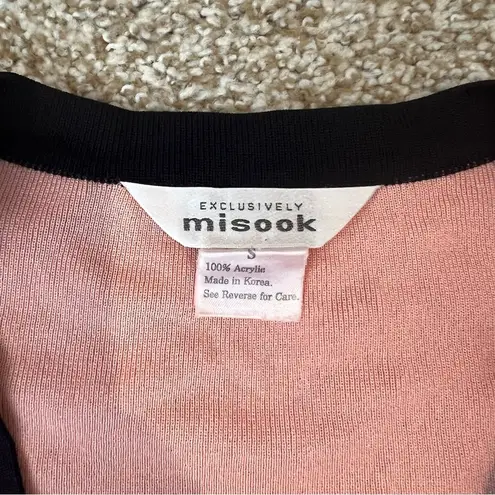 EXCLUSIVELY
misook
S
100% Acrylic
Made in Korea.
See Reverse for Care.